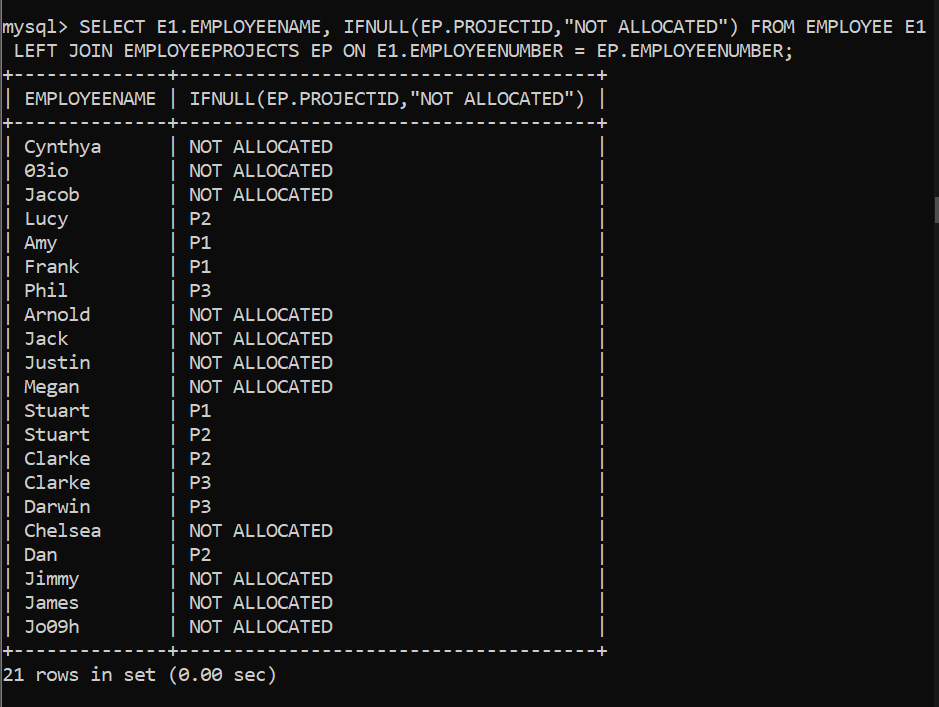 mysql> SELECT E1.EMPLOYEENAME, IFNULL(EP.PROJECTID,"NOT ALLOCATED") FROM EMPLOYEE E1
 LEFT JOIN EMPLOYEEPROJECTS EP ON E1.EMPLOYEENUMBER = EP.EMPLOYEENUMBER;
+--------------+--------------------------------------+
| EMPLOYEENAME | IFNULL(EP.PROJECTID,"NOT ALLOCATED") |
+--------------+--------------------------------------+
| Cynthya      | NOT ALLOCATED                        |
| 03io         | NOT ALLOCATED                        |
| Jacob        | NOT ALLOCATED                        |
| Lucy         | P2                                   |
| Amy          | P1                                   |
| Frank        | P1                                   |
| Phil         | P3                                   |
| Arnold       | NOT ALLOCATED                        |
| Jack         | NOT ALLOCATED                        |
| Justin       | NOT ALLOCATED                        |
| Megan        | NOT ALLOCATED                        |
| Stuart       | P1                                   |
| Stuart       | P2                                   |
| Clarke       | P2                                   |
| Clarke       | P3                                   |
| Darwin       | P3                                   |
| Chelsea      | NOT ALLOCATED                        |
| Dan          | P2                                   |
| Jimmy        | NOT ALLOCATED                        |
| James        | NOT ALLOCATED                        |
| Jo09h        | NOT ALLOCATED                        |
+--------------+--------------------------------------+
21 rows in set (0.00 sec)